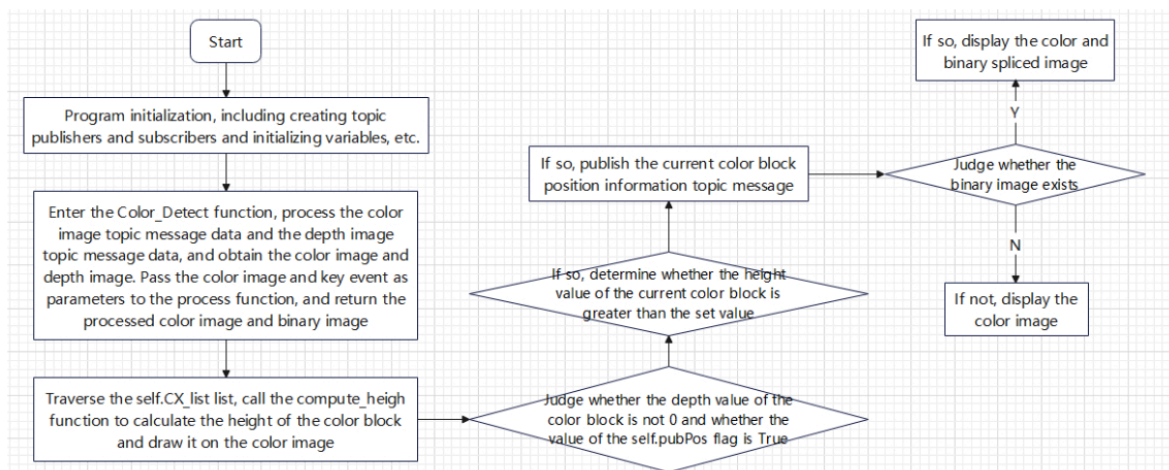 Start
Program initialization, including creating topic
publishers and subscribers and initializing variables, etc.
Enter the Color_Detect function, process the color
image topic message data and the depth image
topic message data, and obtain the color image and
depth image. Pass the color image and key event as
parameters to the process function, and return the
processed color image and binary image
Traverse the self.CX_list list, call the compute_heigh
function to calculate the height of the color block
and draw it on the color image
Judge whether the depth value of the
color block is not 0 and whether the
value of the self.pubPos flag is True
If so, determine whether the height
value of the current color block is
greater than the set value
If so, publish the current color block
position information topic message
Judge whether the
binary image exists
Y
If so, display the color and
binary spliced image
N
If not, display the
color image